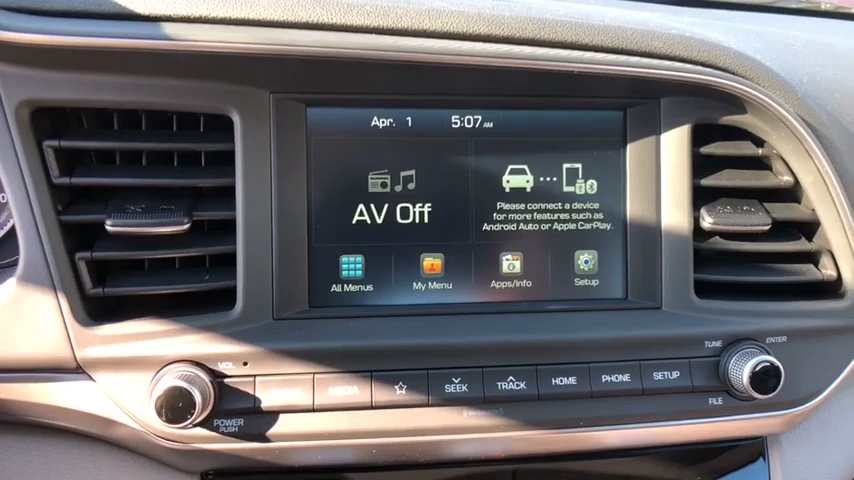 Apr. 1 5:07 AM
AV Off
Please connect a device
for more features such as
Android Auto or Apple CarPlay.
All Menus My Menu Apps/Info Setup
VOL
TUNE ENTER
MEDIA SEEK TRACK HOME PHONE SETUP
POWER
PUSH
FILE